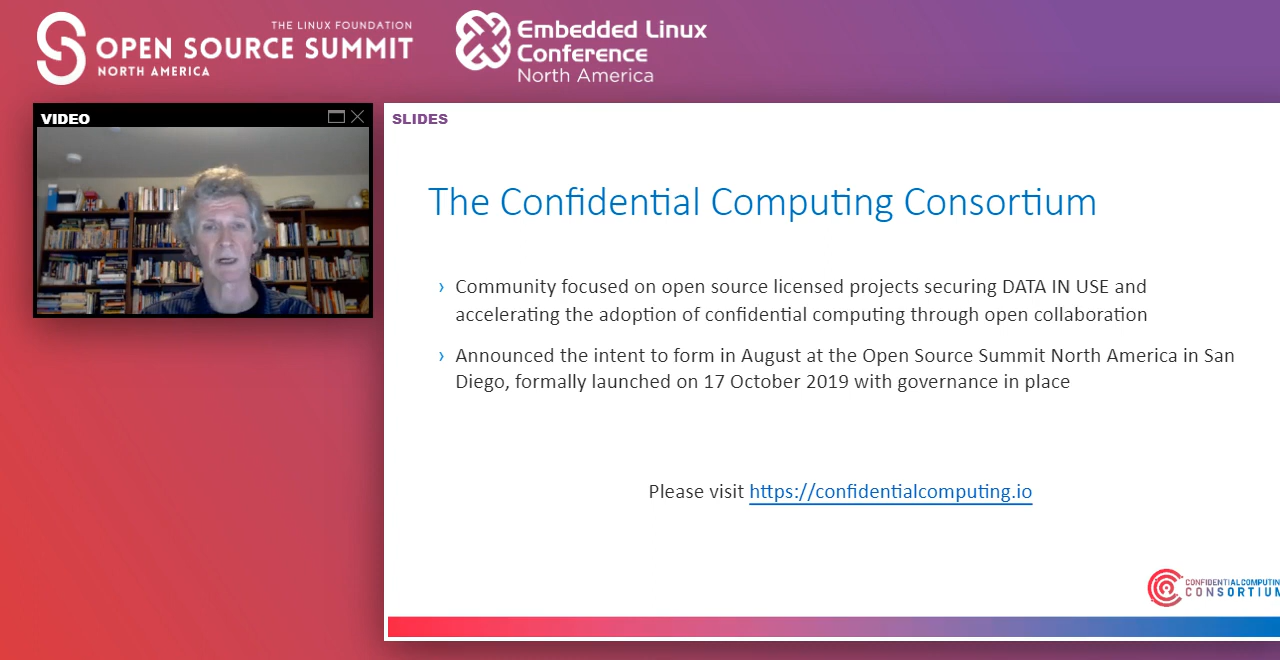 THE LINUX FOUNDATION
OPEN SOURCE SUMMIT
NORTH AMERICA
Embedded Linux
Conference
North America
VIDEO
SLIDES
The Confidential Computing Consortium
› Community focused on open source licensed projects securing DATA IN USE and
accelerating the adoption of confidential computing through open collaboration
› Announced the intent to form in August at the Open Source Summit North America in San
Diego, formally launched on 17 October 2019 with governance in place
Please visit https://confidentialcomputing.io
CONFIDENTIAL COMPUTIN
CONSORTIUM